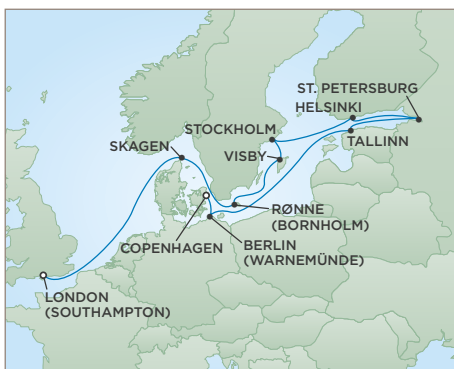 ST. PETERSBURG
HELSINKI
STOCKHOLM
TALLINN
SKAGEN
VISBY
RØNNE
(BORNHOLM)
COPENHAGEN
BERLIN
(WARNEMÜNDE)
LONDON
(SOUTHAMPTON)